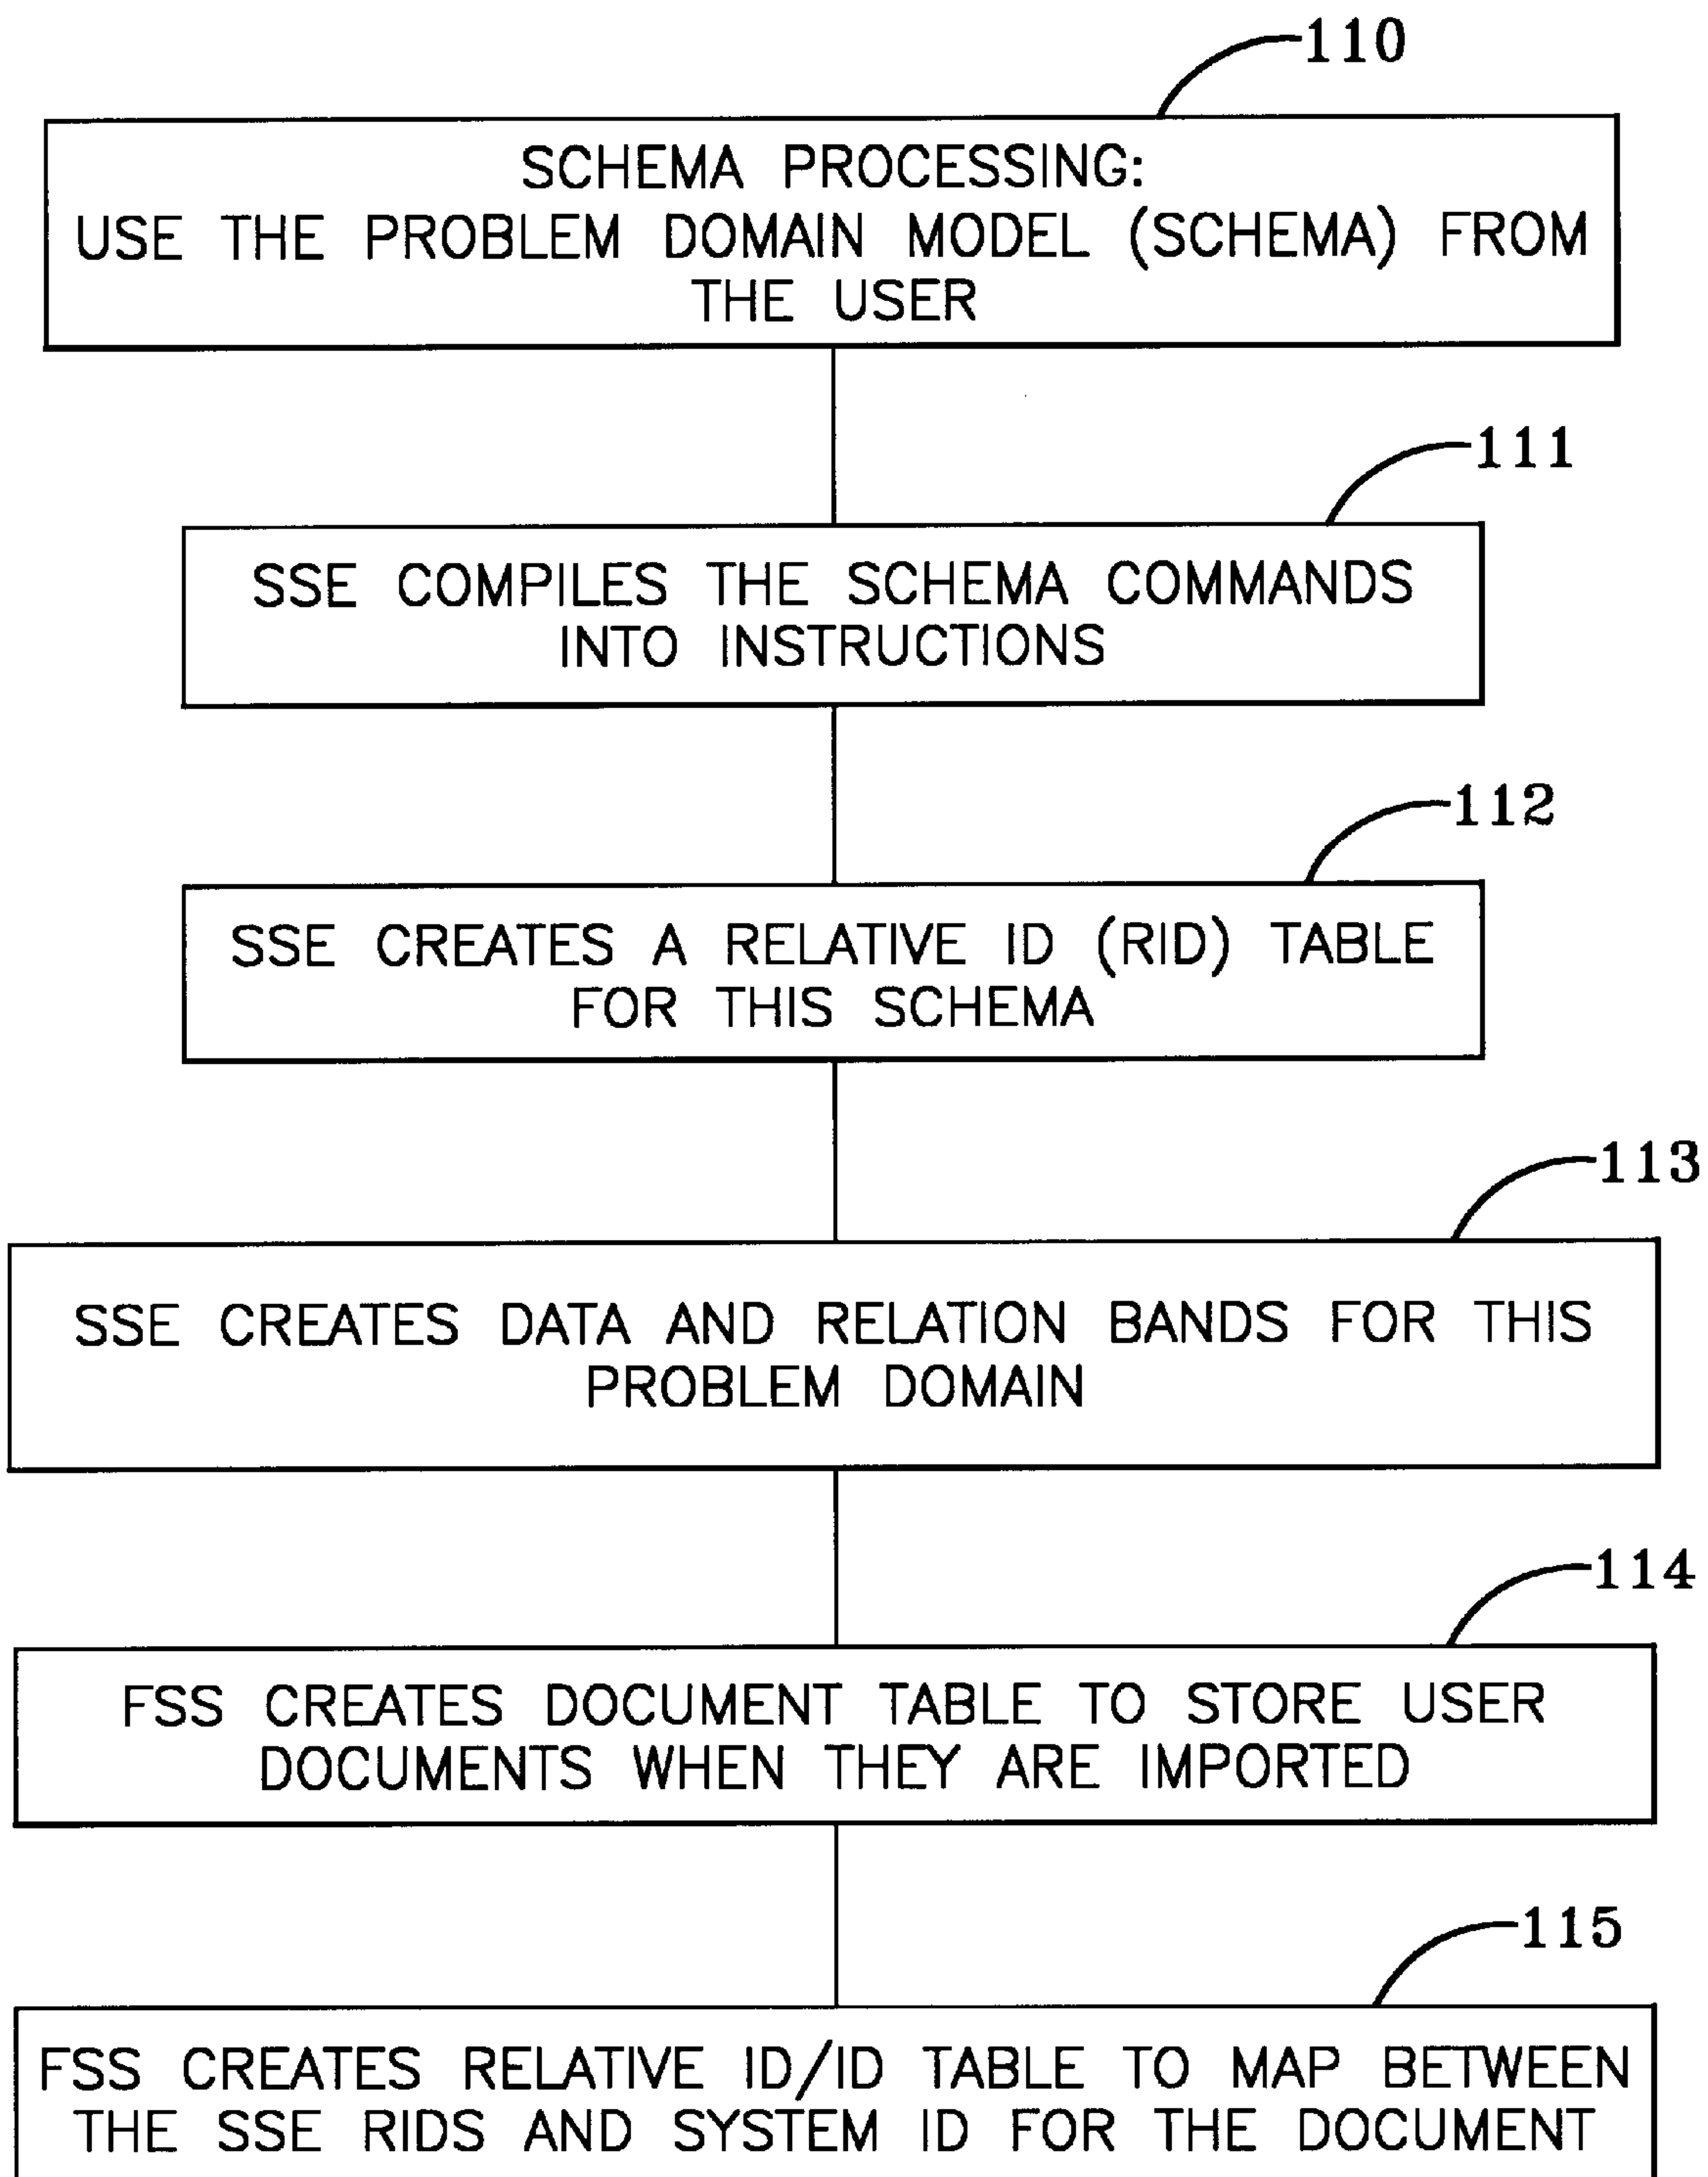 110
SCHEMA PROCESSING:
USE THE PROBLEM DOMAIN MODEL (SCHEMA) FROM
THE USER
111
SSE COMPILES THE SCHEMA COMMANDS
INTO INSTRUCTIONS
112
SSE CREATES A RELATIVE ID (RID) TABLE
FOR THIS SCHEMA
113
SSE CREATES DATA AND RELATION BANDS FOR THIS
PROBLEM DOMAIN
114
FSS CREATES DOCUMENT TABLE TO STORE USER
DOCUMENTS WHEN THEY ARE IMPORTED
115
FSS CREATES RELATIVE ID/ID TABLE TO MAP BETWEEN
THE SSE RIDS AND SYSTEM ID FOR THE DOCUMENT